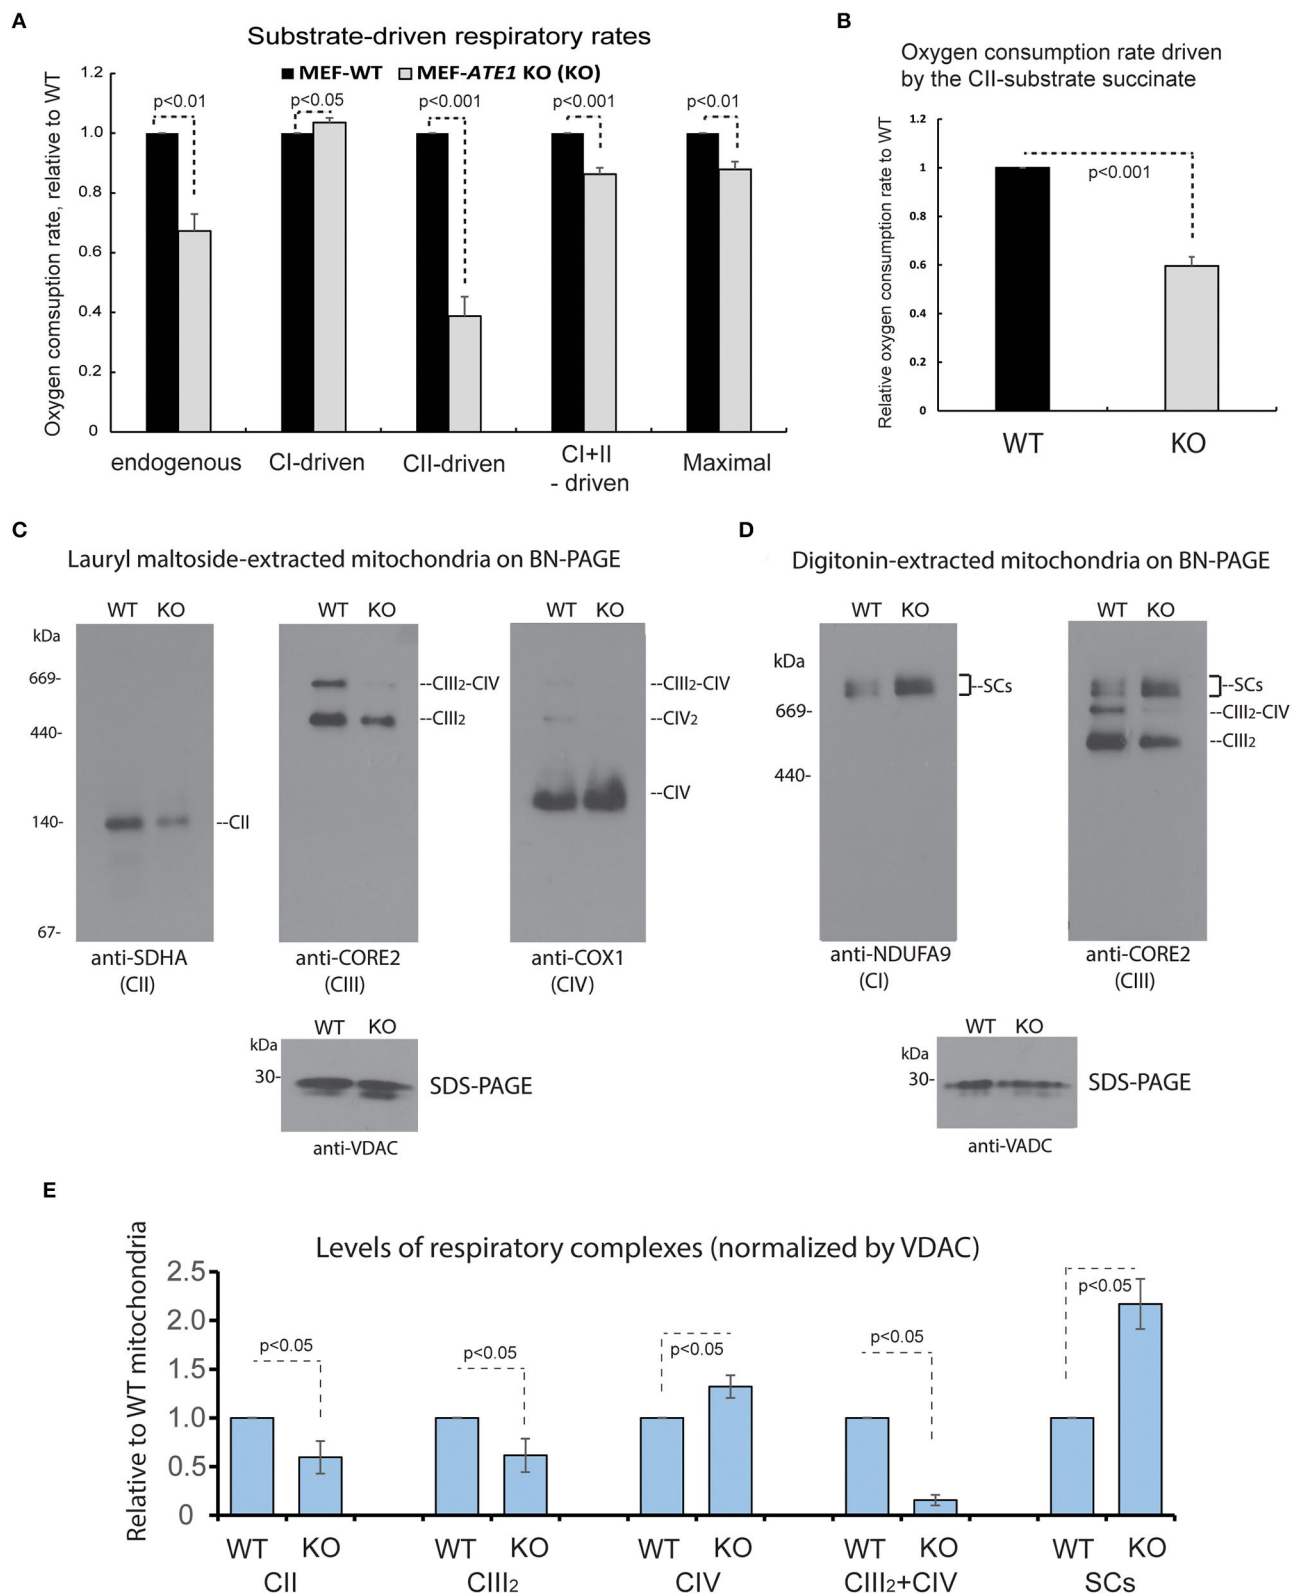 A
Substrate-driven respiratory rates
MEF-WT MEF-ATE1 KO (KO)
Oxygen comsuption rate, relative to WT
1.2
1.0
0.8
0.6
0.4
0.2
0
p<0.01
p<0.05
p<0.001
p<0.001
p<0.01
endogenous
CI-driven
CII-driven
CI+II
- driven
Maximal
B
Oxygen consumption rate driven
by the CII-substrate succinate
Relative oxygen consumption rate to WT
1.2
1
0.8
0.6
0.4
0.2
0
p<0.001
WT
KO
C
Lauryl maltoside-extracted mitochondria on BN-PAGE
WT KO
WT KO
WT KO
kDa
669-
440-
140-
67-
--CII
--CIII2-CIV
--CIII2
--CIII2-CIV
--CIV2
--CIV
anti-SDHA
(CII)
anti-CORE2
(CIII)
anti-COX1
(CIV)
WT KO
kDa
30-
SDS-PAGE
anti-VDAC
D
Digitonin-extracted mitochondria on BN-PAGE
WT KO
WT KO
kDa
669-
440-
--SCs
--SCs
--CIII2-CIV
--CIII2
anti-NDUFA9
(CI)
anti-CORE2
(CIII)
WT KO
kDa
30-
SDS-PAGE
anti-VADC
E
Levels of respiratory complexes (normalized by VDAC)
Relative to WT mitochondria
2.5
2.0
1.5
1.0
0.5
0
p<0.05
p<0.05
p<0.05
p<0.05
p<0.05
WT KO
WT KO
WT KO
WT KO
WT KO
CII
CIII2
CIV
CIII2+CIV
SCs